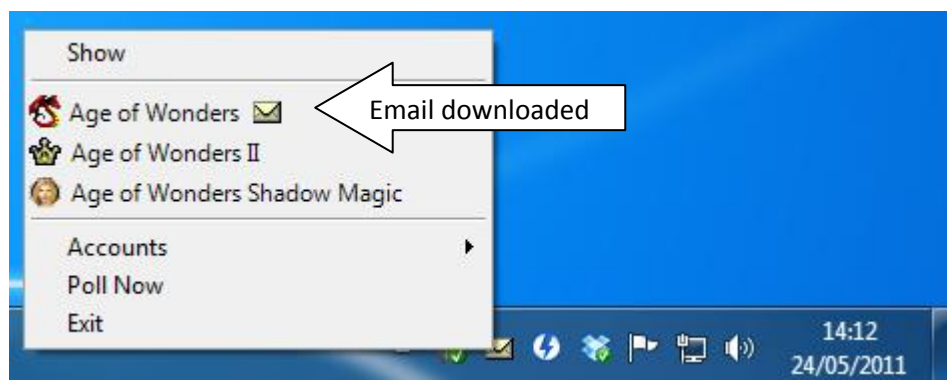 Show
Age of Wonders
Email downloaded
Age of Wonders II
Age of Wonders Shadow Magic
Accounts
Poll Now
Exit
14:12
24/05/2011